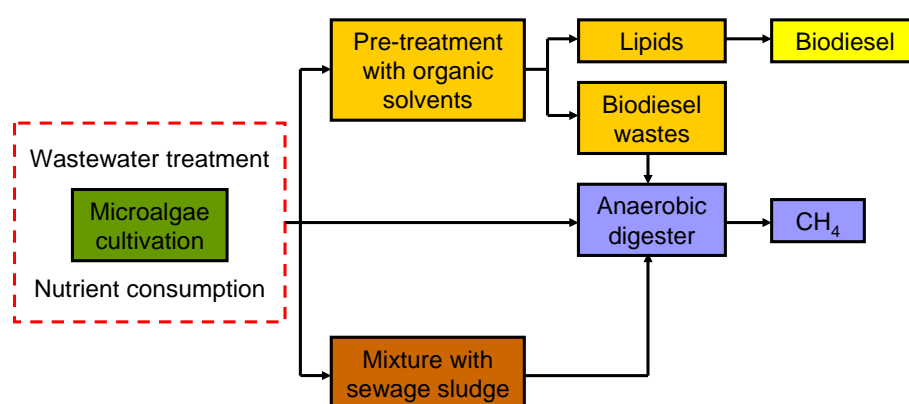 Pre-treatment
with organic
solvents
Lipids
Biodiesel
Biodiesel
wastes
Wastewater treatment
Microalgae
cultivation
Nutrient consumption
Anaerobic
digester
CH₄
Mixture with
sewage sludge